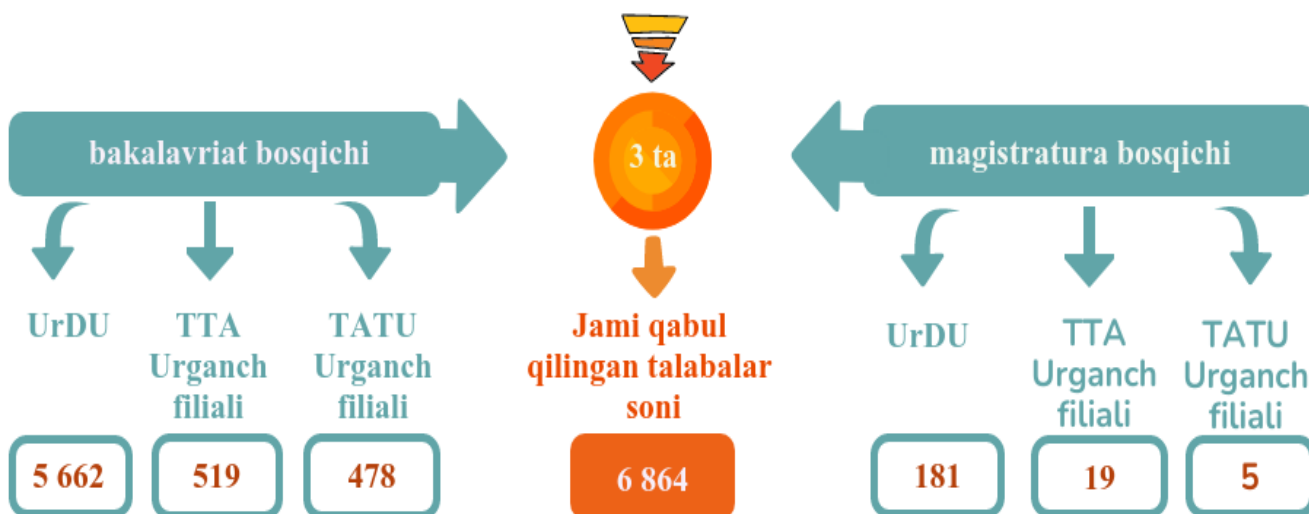 bakalavriat bosqichi
3 ta
magistratura bosqichi
UrDU
TTA
Urganch
filiali
TATU
Urganch
filiali
Jami qabul
qilingan talabalar
soni
UrDU
TTA
Urganch
filiali
TATU
Urganch
filiali
5 662
519
478
6 864
181
19
5